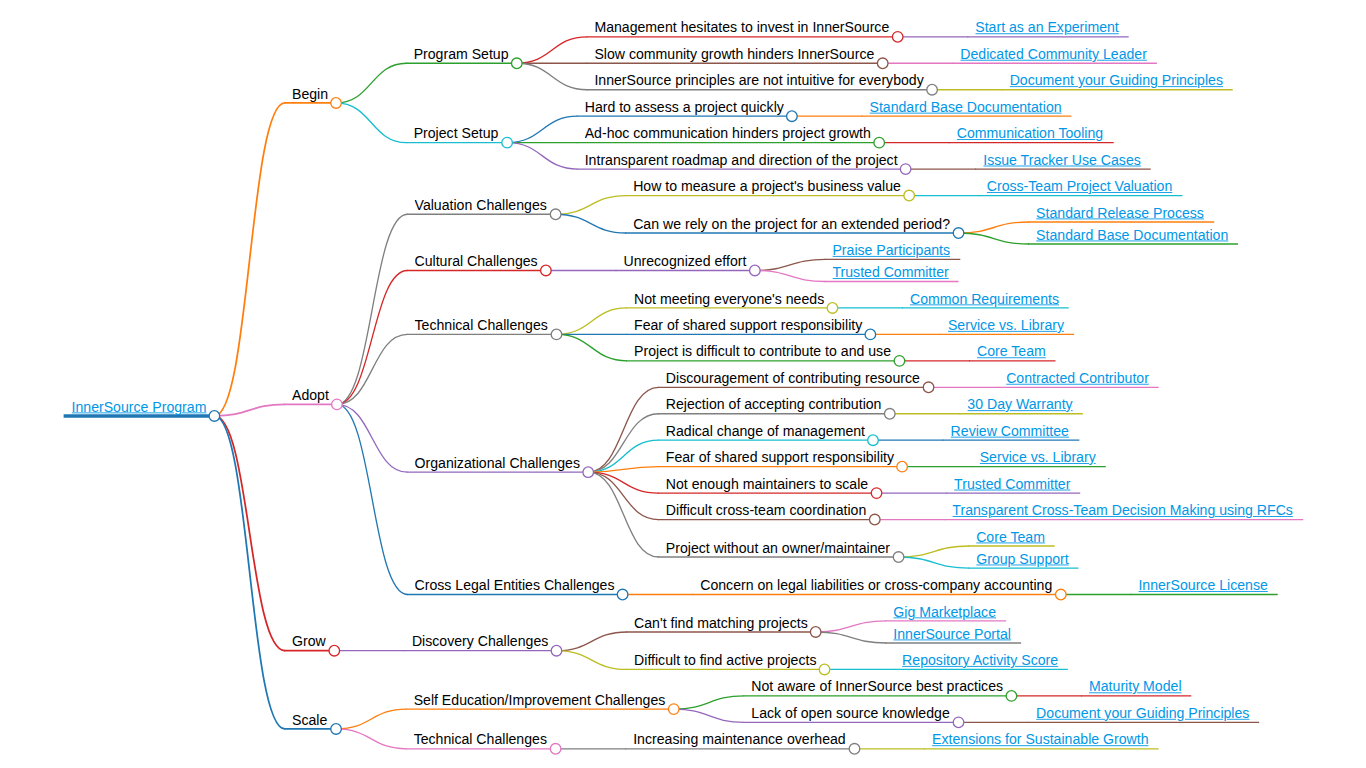 InnerSource Program
Begin
Program Setup
Management hesitates to invest in InnerSource
Start as an Experiment
Slow community growth hinders InnerSource
Dedicated Community Leader
InnerSource principles are not intuitive for everybody
Document your Guiding Principles
Project Setup
Hard to assess a project quickly
Standard Base Documentation
Ad-hoc communication hinders project growth
Communication Tooling
Intransparent roadmap and direction of the project
Issue Tracker Use Cases
Adopt
Valuation Challenges
How to measure a project's business value
Cross-Team Project Valuation
Can we rely on the project for an extended period?
Standard Release Process
Standard Base Documentation
Cultural Challenges
Unrecognized effort
Praise Participants
Trusted Committer
Technical Challenges
Not meeting everyone's needs
Common Requirements
Fear of shared support responsibility
Service vs. Library
Project is difficult to contribute to and use
Core Team
Organizational Challenges
Discouragement of contributing resource
Contracted Contributor
Rejection of accepting contribution
30 Day Warranty
Radical change of management
Review Committee
Fear of shared support responsibility
Service vs. Library
Not enough maintainers to scale
Trusted Committer
Difficult cross-team coordination
Transparent Cross-Team Decision Making using RFCs
Project without an owner/maintainer
Core Team
Group Support
Cross Legal Entities Challenges
Concern on legal liabilities or cross-company accounting
InnerSource License
Grow
Discovery Challenges
Can't find matching projects
Gig Marketplace
InnerSource Portal
Difficult to find active projects
Repository Activity Score
Scale
Self Education/Improvement Challenges
Not aware of InnerSource best practices
Maturity Model
Lack of open source knowledge
Document your Guiding Principles
Technical Challenges
Increasing maintenance overhead
Extensions for Sustainable Growth